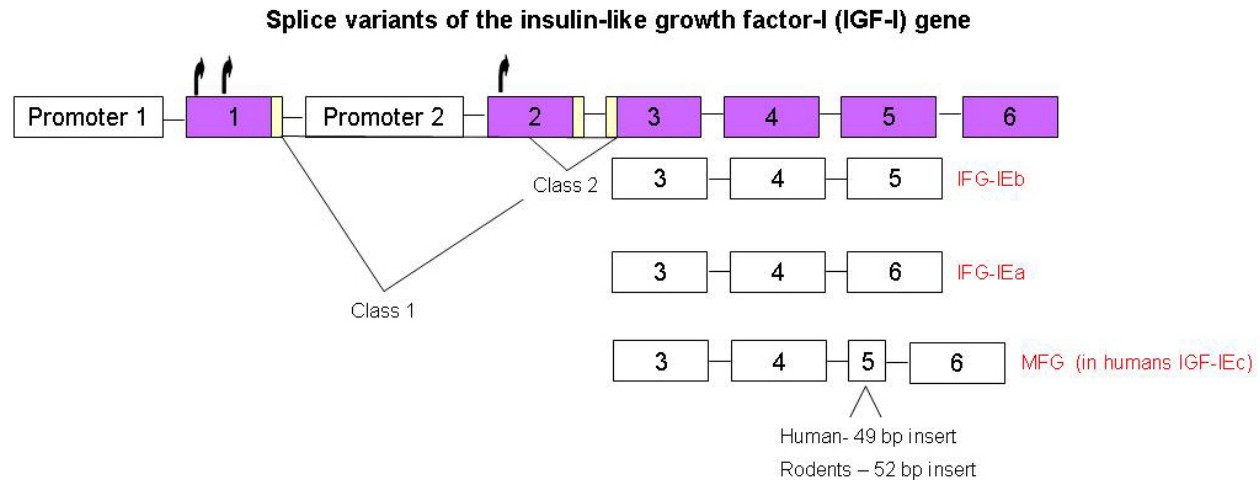 Splice variants of the insulin-like growth factor-I (IGF-I) gene
Promoter 1 1 Promoter 2 2 3 4 5 6
Class 2 3 4 5 IFG-IEb
3 4 6 IFG-IEa
Class 1
3 4 5 6 MFG (in humans IGF-IEc)
Human- 49 bp insert
Rodents – 52 bp insert